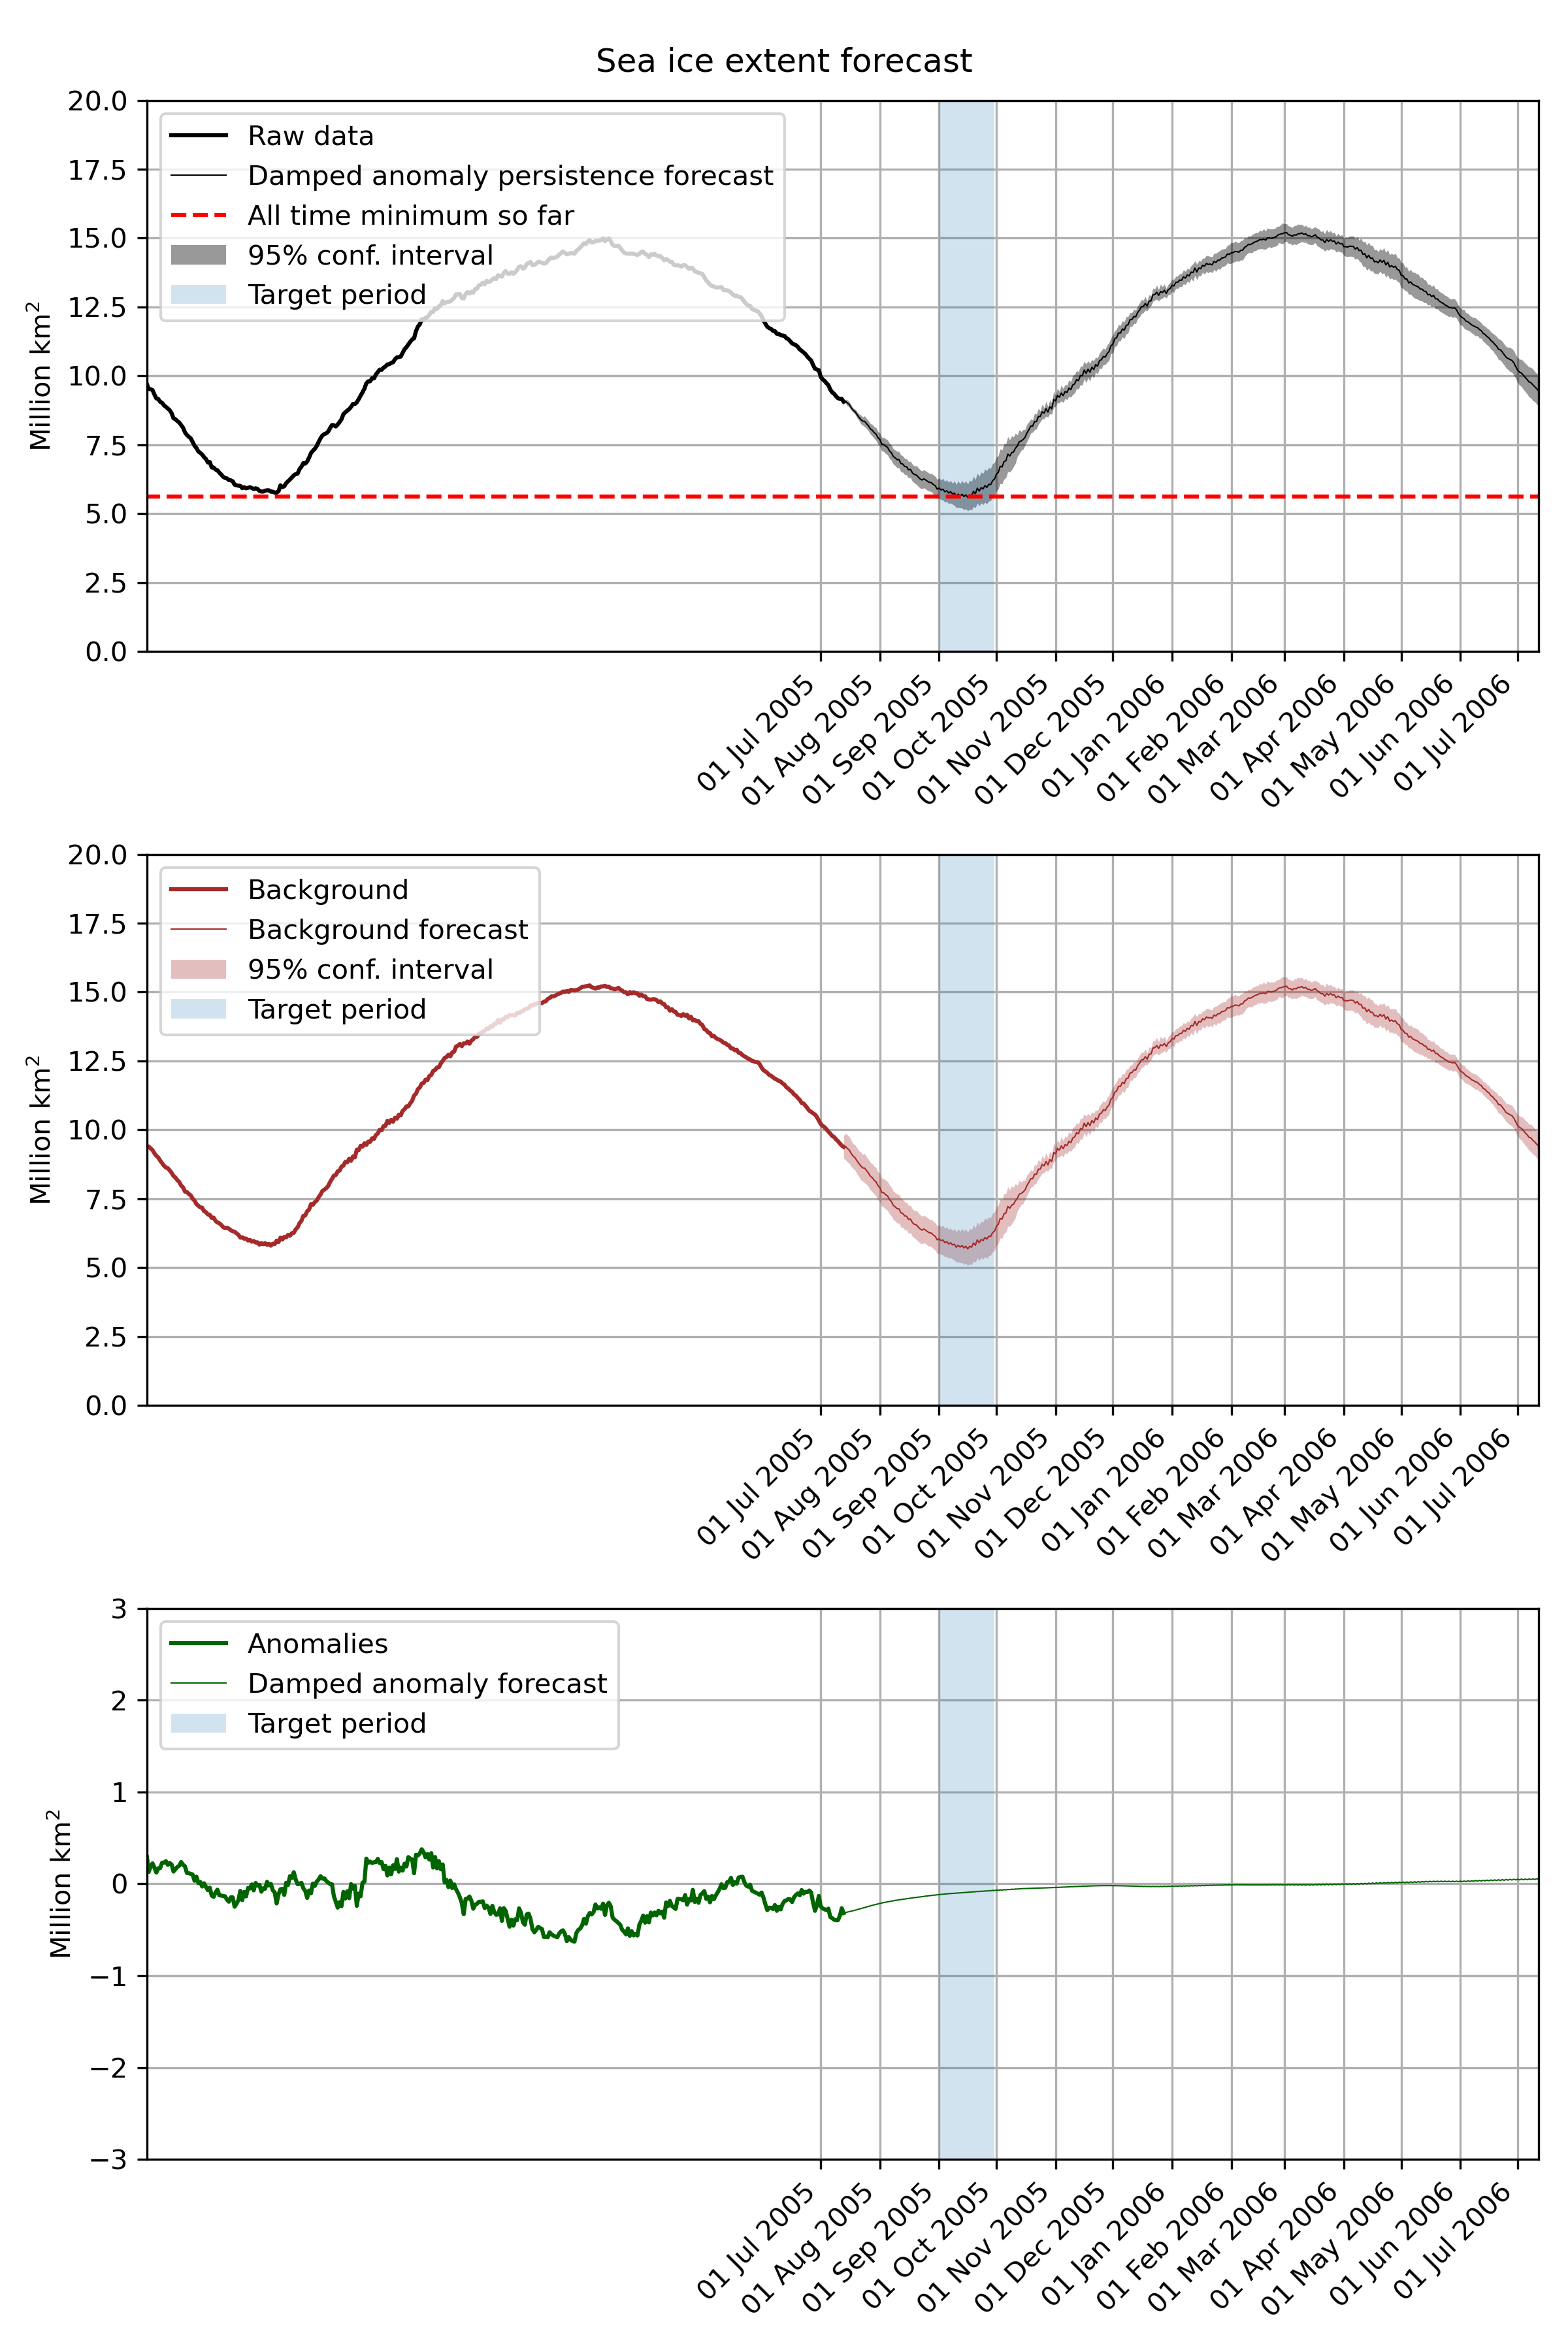 Sea ice extent forecast
20.0
17.5
15.0
12.5
10.0
7.5
5.0
2.5
0.0
Million km²
Raw data
Damped anomaly persistence forecast
All time minimum so far
95% conf. interval
Target period
01 Jul 2005
01 Aug 2005
01 Sep 2005
01 Oct 2005
01 Nov 2005
01 Dec 2005
01 Jan 2006
01 Feb 2006
01 Mar 2006
01 Apr 2006
01 May 2006
01 Jun 2006
01 Jul 2006
20.0
17.5
15.0
12.5
10.0
7.5
5.0
2.5
0.0
Million km²
Background
Background forecast
95% conf. interval
Target period
01 Jul 2005
01 Aug 2005
01 Sep 2005
01 Oct 2005
01 Nov 2005
01 Dec 2005
01 Jan 2006
01 Feb 2006
01 Mar 2006
01 Apr 2006
01 May 2006
01 Jun 2006
01 Jul 2006
3
2
1
0
−1
−2
−3
Million km²
Anomalies
Damped anomaly forecast
Target period
01 Jul 2005
01 Aug 2005
01 Sep 2005
01 Oct 2005
01 Nov 2005
01 Dec 2005
01 Jan 2006
01 Feb 2006
01 Mar 2006
01 Apr 2006
01 May 2006
01 Jun 2006
01 Jul 2006